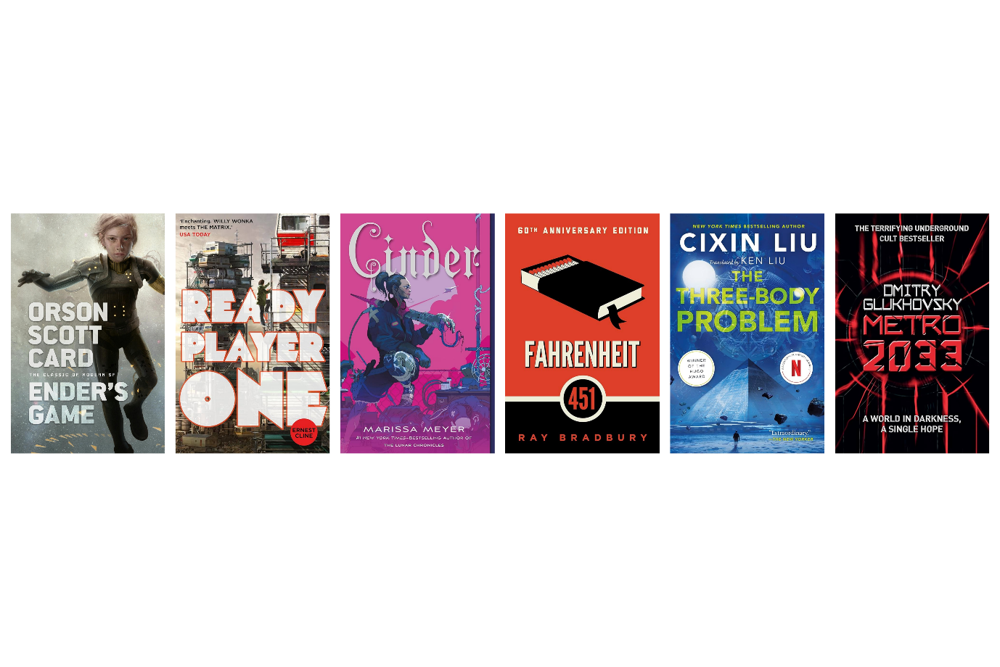 ORSON
SCOTT
CARD
THE CLASSIC OF MODERN SF
ENDER'S
GAME
'Enchanting. WILLY WONKA
meets THE MATRIX.'
USA TODAY
READY
PLAYER
ONE
ERNEST
CLINE
Cinder
MARISSA MEYER
#1 NEW YORK TIMES–BESTSELLING AUTHOR OF
THE LUNAR CHRONICLES
60TH ANNIVERSARY EDITION
FAHRENHEIT
451
RAY BRADBURY
NEW YORK TIMES BESTSELLING AUTHOR
CIXIN LIU
Translated by KEN LIU
THE
THREE-BODY
PROBLEM
WINNER
OF THE
HUGO
AWARD
N
"Extraordinary."
—THE NEW YORKER
THE TERRIFYING UNDERGROUND
CULT BESTSELLER
DMITRY
GLUKHOVSKY
METRO
2033
A WORLD IN DARKNESS,
A SINGLE HOPE